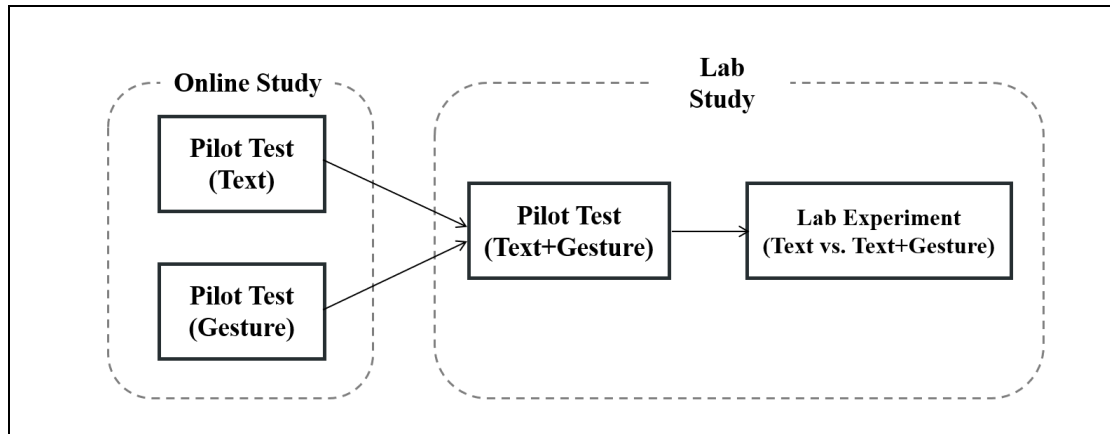 Online Study
Pilot Test
(Text)
Pilot Test
(Gesture)
Lab
Study
Pilot Test
(Text+Gesture)
Lab Experiment
(Text vs. Text+Gesture)